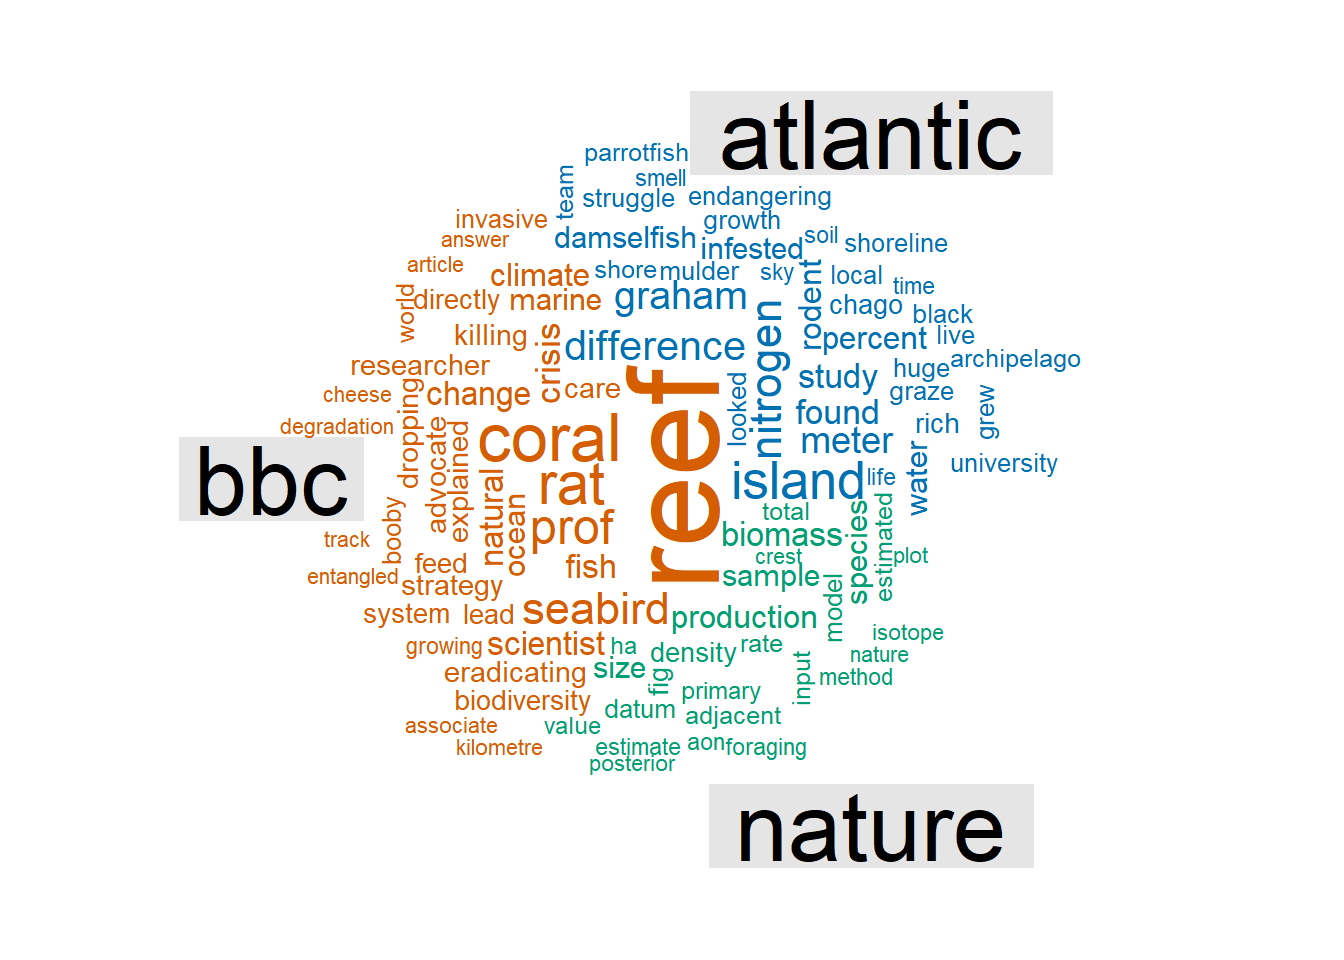 atlantic
parrotfish
smell
team
struggle
endangering
invasive
growth
answer
damselfish
infested
soil
shoreline
article
climate
shore
mulder
sky
local
time
world
directly
marine
graham
nitrogen
rodent
chago
black
killing
crisis
difference
percent
live
researcher
reef
archipelago
cheese
dropping
change
care
looked
study
huge
graze
grew
degradation
advocate
explained
coral
found
rich
meter
bbc
natural
rat
island
life
water
university
booby
ocean
prof
total
biomass
species
estimated
track
crest
plot
entangled
feed
fish
sample
strategy
system
lead
seabird
production
model
isotope
growing
scientist
ha
density
rate
nature
eradicating
size
fig
input
method
biodiversity
datum
primary
adjacent
associate
value
kilometre
estimate
aon
foraging
posterior
nature